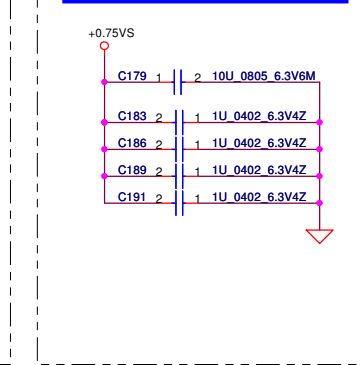 +0.75VS
C179 1 2 10U_0805_6.3V6M
C183 2 1 1U_0402_6.3V4Z
C186 2 1 1U_0402_6.3V4Z
C189 2 1 1U_0402_6.3V4Z
C191 2 1 1U_0402_6.3V4Z